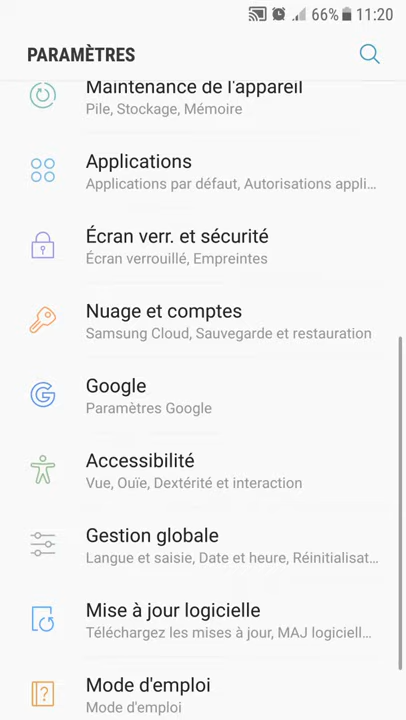 66% 11:20
PARAMÈTRES
Maintenance de l'appareil
Pile, Stockage, Mémoire
Applications
Applications par défaut, Autorisations appli...
Écran verr. et sécurité
Écran verrouillé, Empreintes
Nuage et comptes
Samsung Cloud, Sauvegarde et restauration
Google
Paramètres Google
Accessibilité
Vue, Ouïe, Dextérité et interaction
Gestion globale
Langue et saisie, Date et heure, Réinitialisat...
Mise à jour logicielle
Téléchargez les mises à jour, MAJ logiciell...
Mode d'emploi
Mode d'emploi